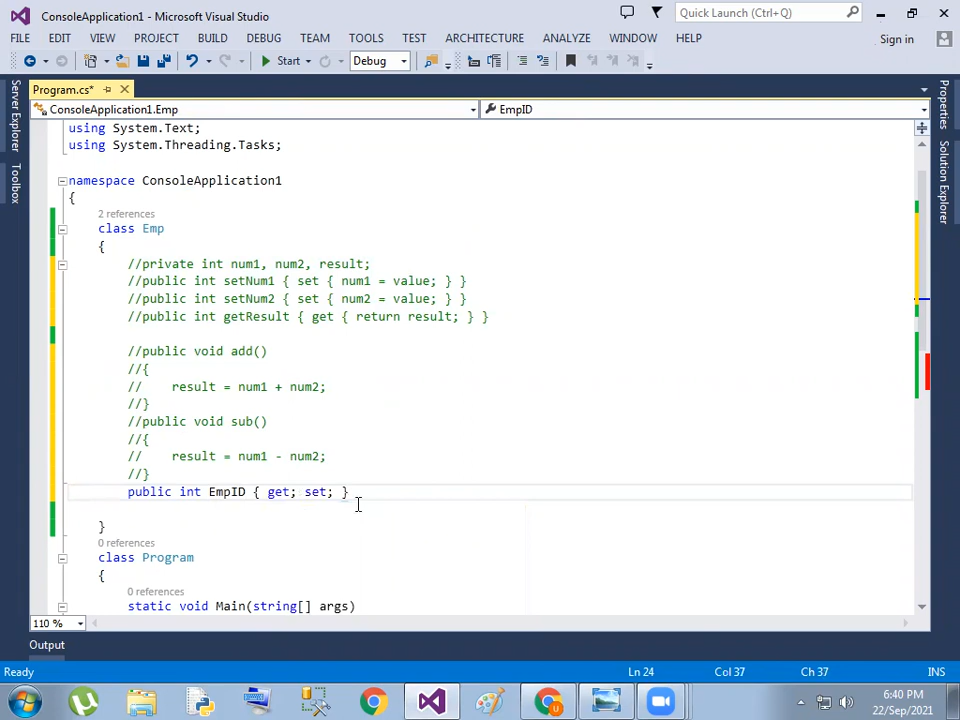 ConsoleApplication1 - Microsoft Visual Studio
Quick Launch (Ctrl+Q)
FILE EDIT VIEW PROJECT BUILD DEBUG TEAM TOOLS TEST ARCHITECTURE ANALYZE WINDOW HELP
Sign in
Start Debug
Program.cs*
ConsoleApplication1.Emp EmpID
Server Explorer
Toolbox
Properties
Solution Explorer
using System.Text;
using System.Threading.Tasks;
namespace ConsoleApplication1
{
2 references
class Emp
{
//private int num1, num2, result;
//public int setNum1 { set { num1 = value; } }
//public int setNum2 { set { num2 = value; } }
//public int getResult { get { return result; } }
//public void add()
//{
// result = num1 + num2;
//}
//public void sub()
//{
// result = num1 - num2;
//}
public int EmpID { get; set; }
}
0 references
class Program
{
0 references
static void Main(string[] args)
110 %
Output
Ready Ln 24 Col 37 Ch 37 INS
6:40 PM
22/Sep/2021